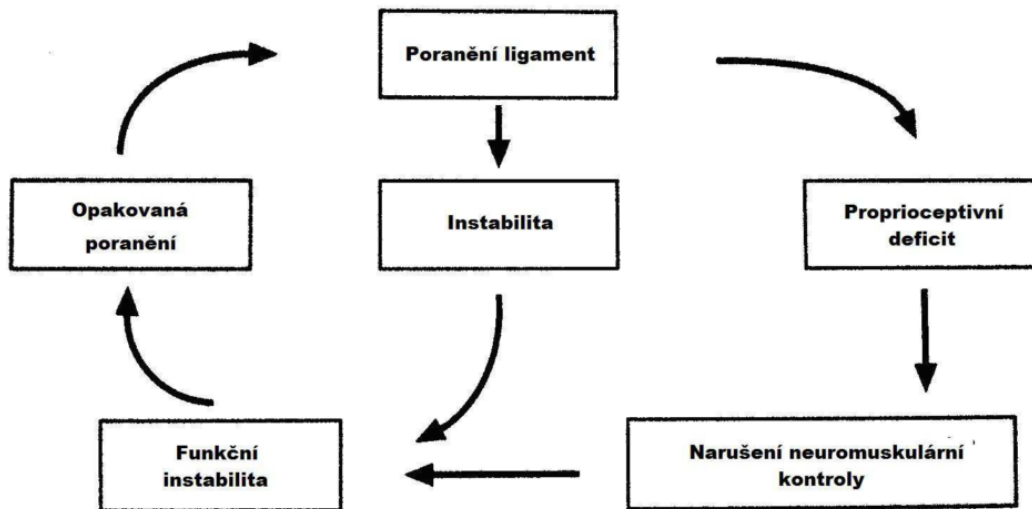 Poranění ligament
Opakovaná
poranění
Instabilita
Proprioceptivní
deficit
Funkční
instabilita
Narušení neuromuskulární
kontroly